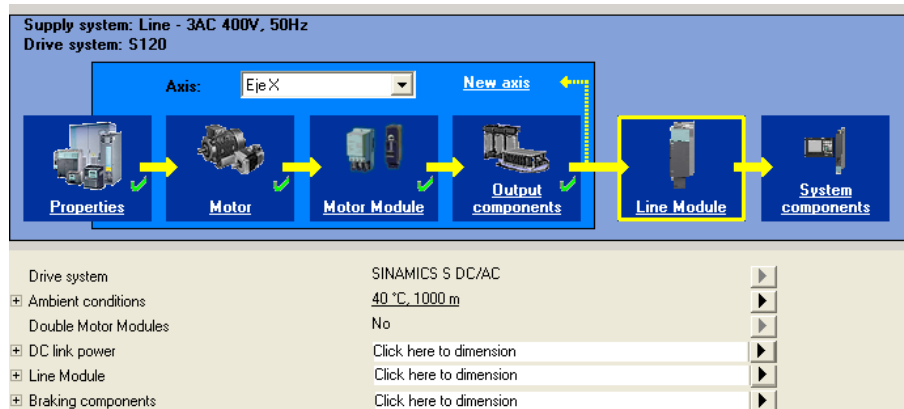 Supply system: Line - 3AC 400V, 50Hz
Drive system: S120
Axis: Eje X New axis
Properties
Motor
Motor Module
Output components
Line Module
System components
Drive system SINAMICS S DC/AC
Ambient conditions 40 °C, 1000 m
Double Motor Modules No
DC link power Click here to dimension
Line Module Click here to dimension
Braking components Click here to dimension